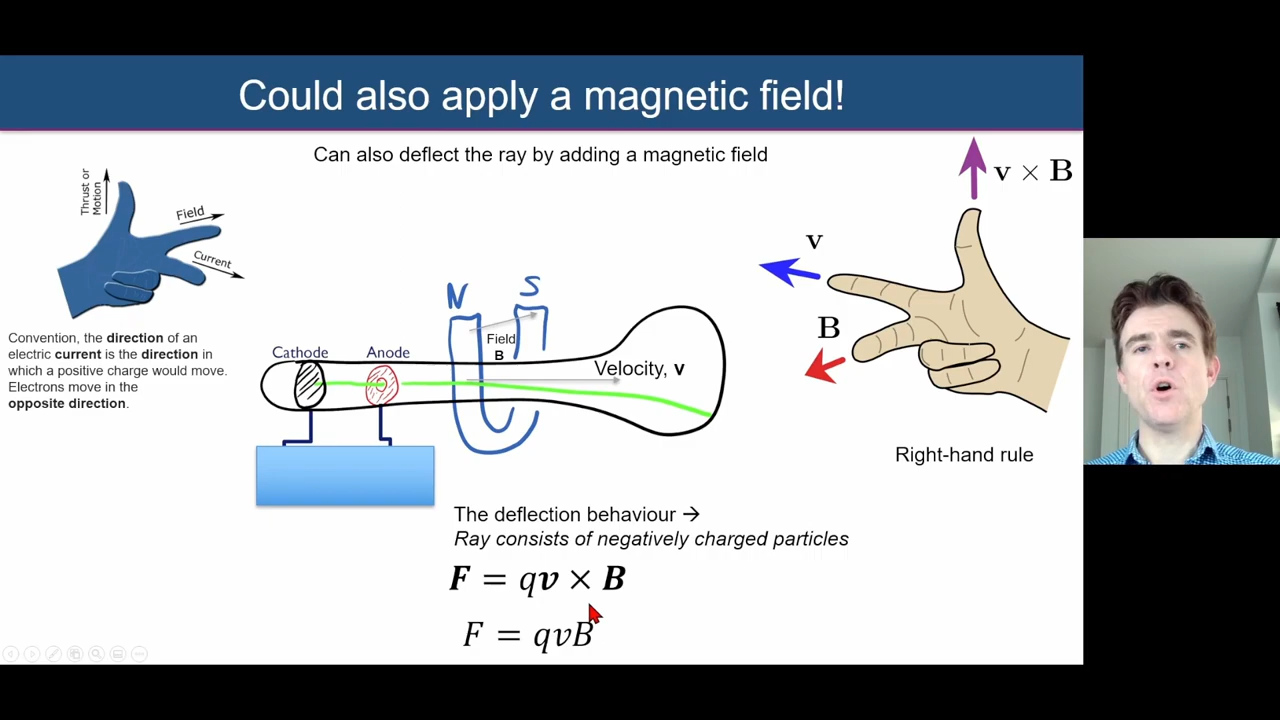 Could also apply a magnetic field!
Can also deflect the ray by adding a magnetic field
Thrust or
Motion
Field
Current
Convention, the direction of an
electric current is the direction in
which a positive charge would move.
Electrons move in the
opposite direction.
N
S
Field
B
Cathode
Anode
Velocity, v
v × B
v
B
Right-hand rule
The deflection behaviour →
Ray consists of negatively charged particles
F = qv × B
F = qvB